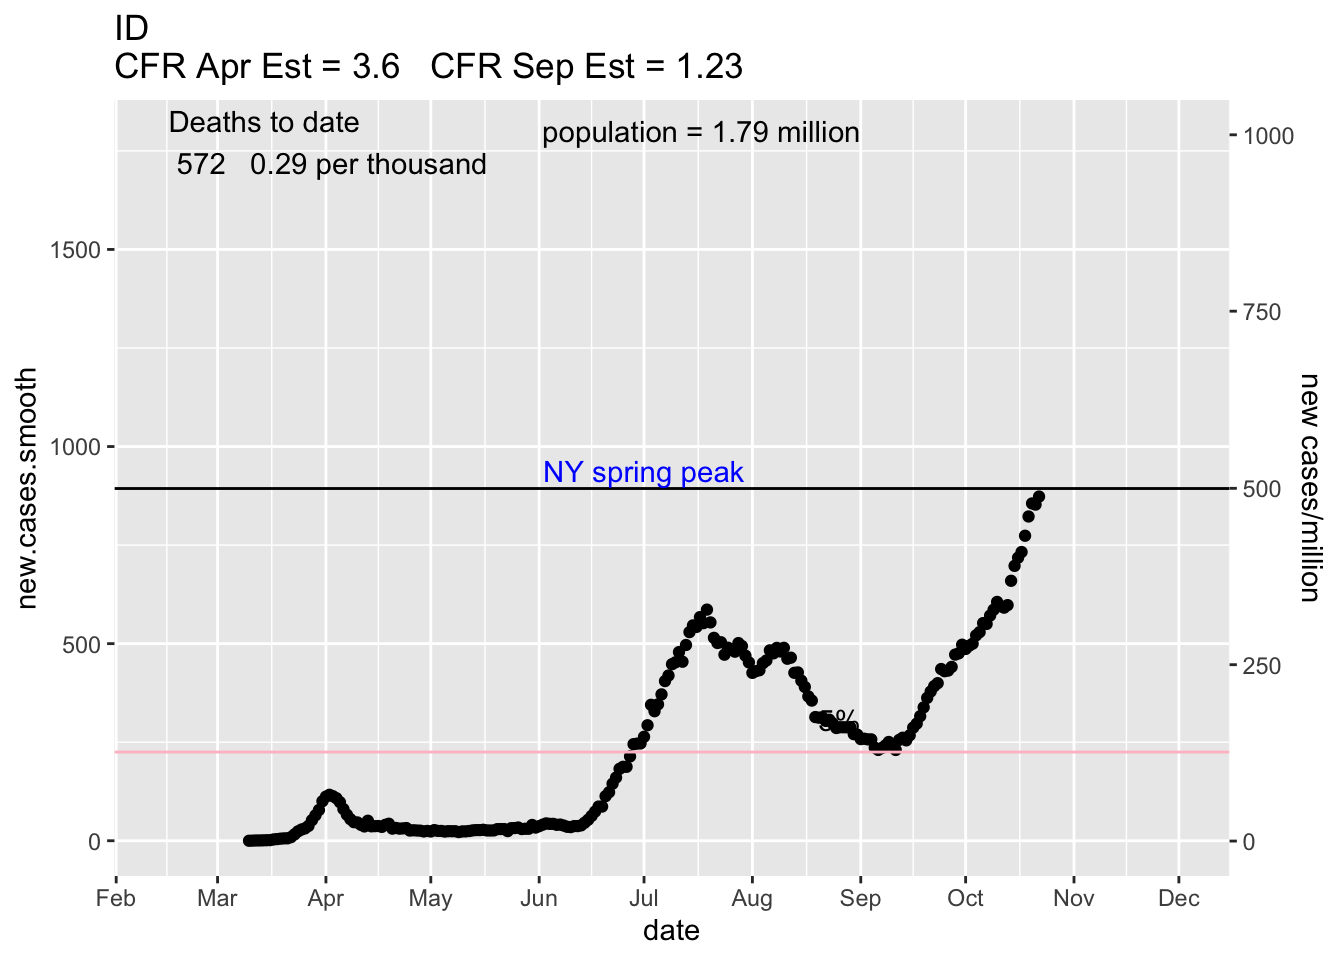 ID
CFR Apr Est = 3.6   CFR Sep Est = 1.23
Deaths to date
572   0.29 per thousand
population = 1.79 million
NY spring peak
5%
new.cases.smooth
1500
1000
500
0
new cases/million
1000
750
500
250
0
Feb Mar Apr May Jun Jul Aug Sep Oct Nov Dec
date